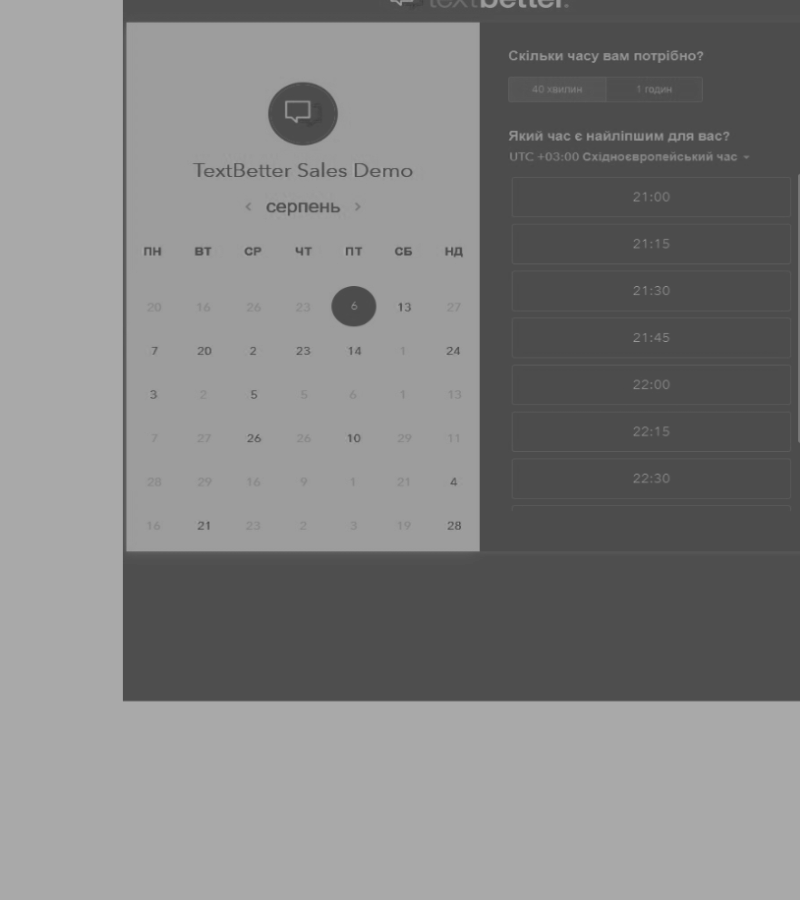 textbetter.
TextBetter Sales Demo
‹ серпень ›
ПН ВТ СР ЧТ ПТ СБ НД
20 16 26 23 6 13 27
7 20 2 23 14 1 24
3 2 5 5 6 1 13
7 27 26 26 10 29 11
28 29 16 9 1 21 4
16 21 23 2 3 19 28
Скільки часу вам потрібно?
40 хвилин 1 годин
Який час є найліпшим для вас?
UTC +03:00 Східноєвропейський час
21:00
21:15
21:30
21:45
22:00
22:15
22:30